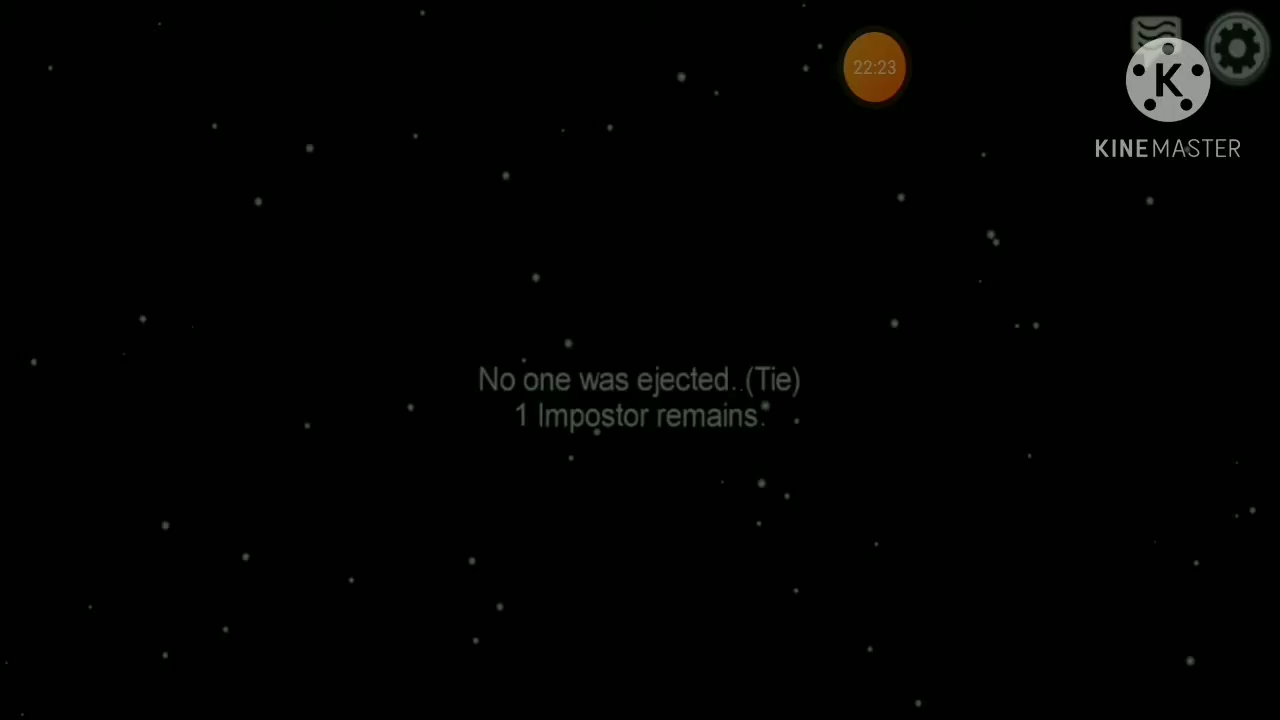 22:23
K
KINEMASTER
No one was ejected. (Tie)
1 Impostor remains.